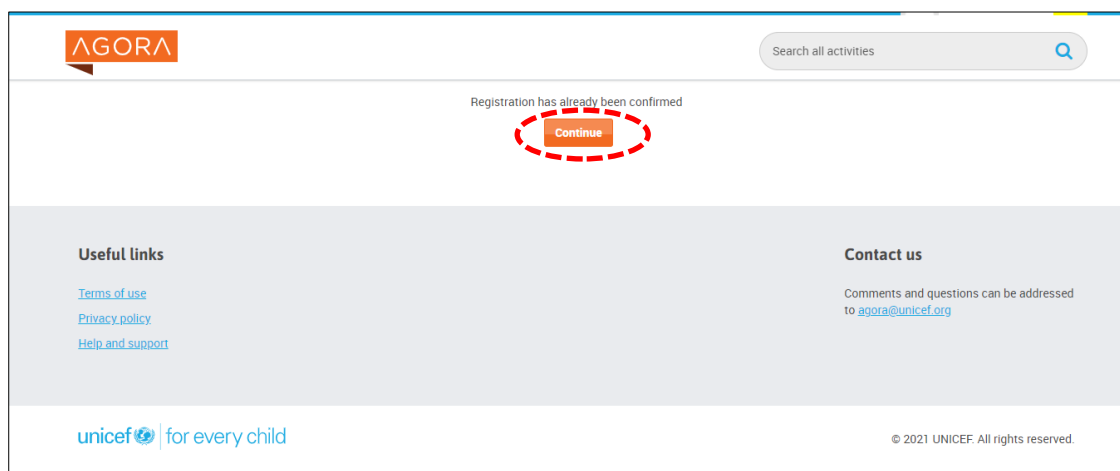 AGORA
Search all activities
Registration has already been confirmed
Continue
Useful links
Terms of use
Privacy policy
Help and support
Contact us
Comments and questions can be addressed
to agora@unicef.org
unicef for every child
© 2021 UNICEF. All rights reserved.